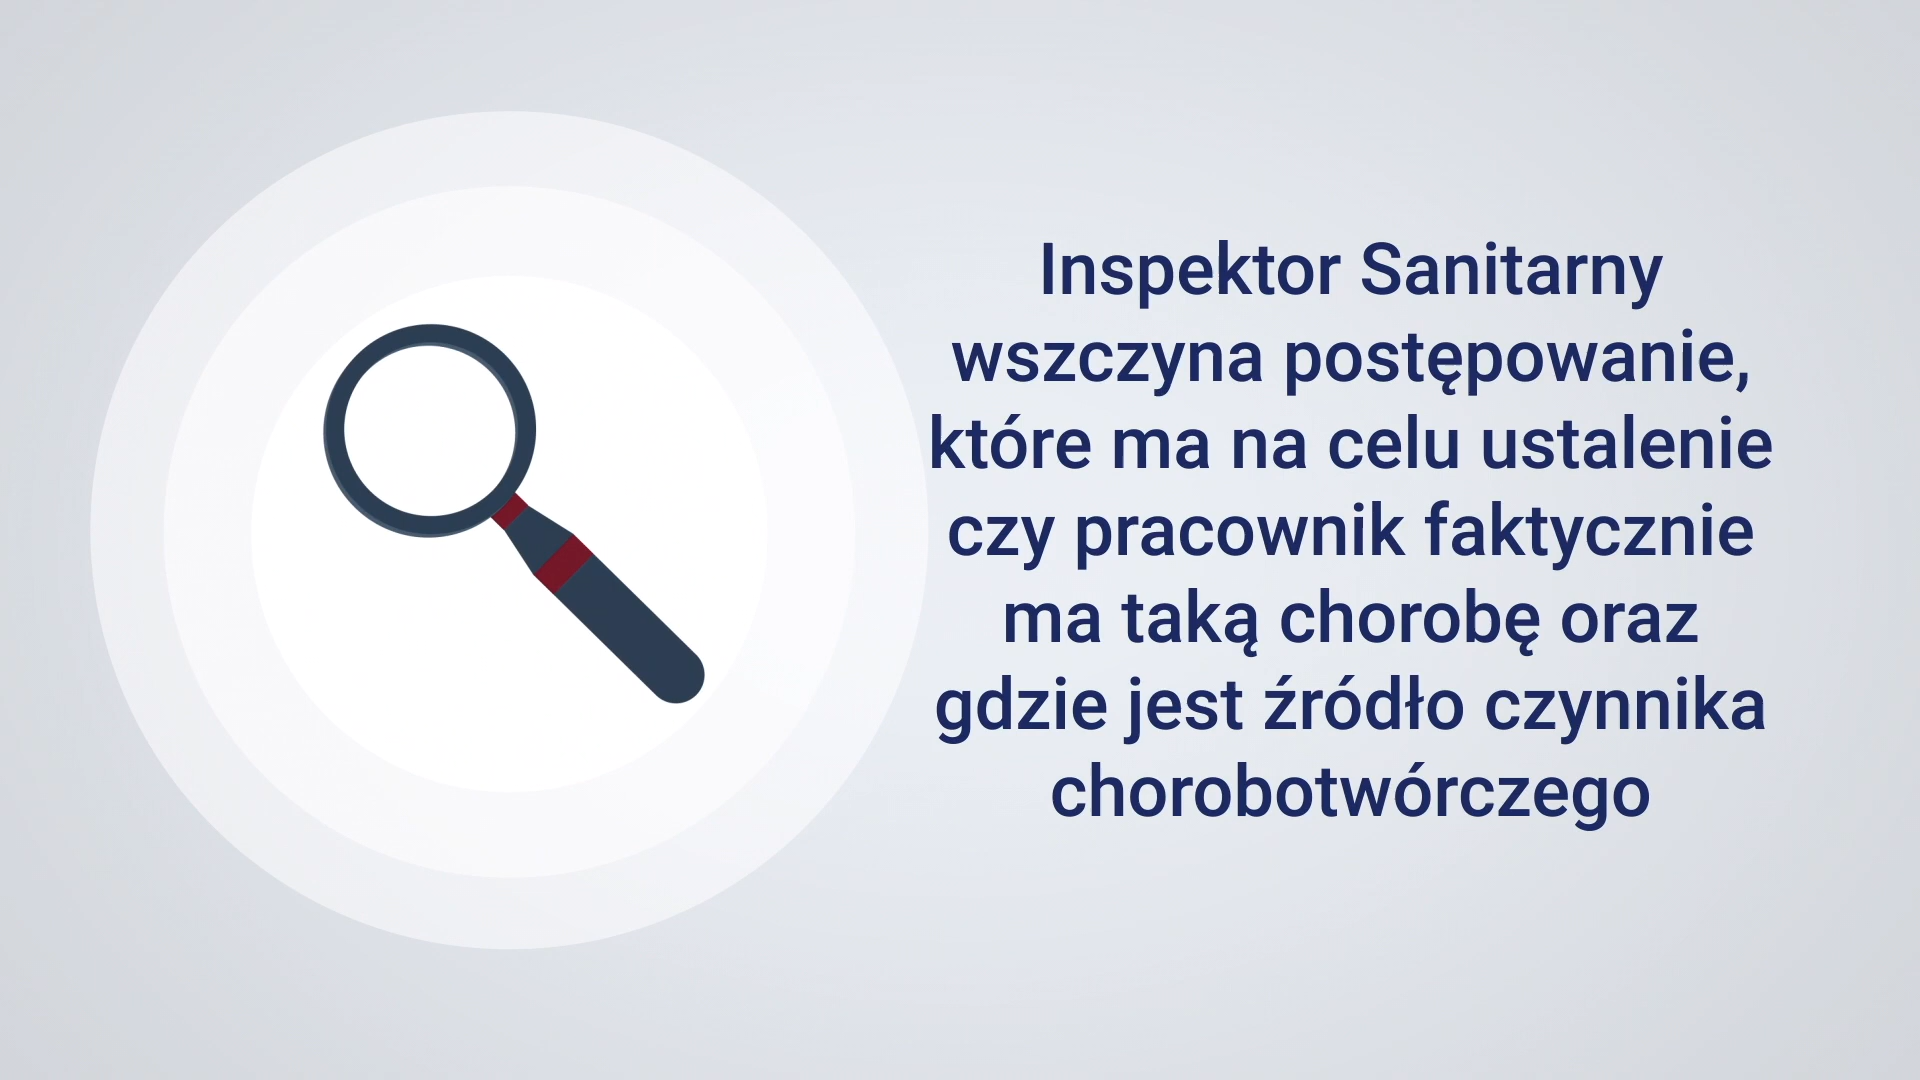 Inspektor Sanitarny
wszczyna postępowanie,
które ma na celu ustalenie
czy pracownik faktycznie
ma taką chorobę oraz
gdzie jest źródło czynnika
chorobotwórczego